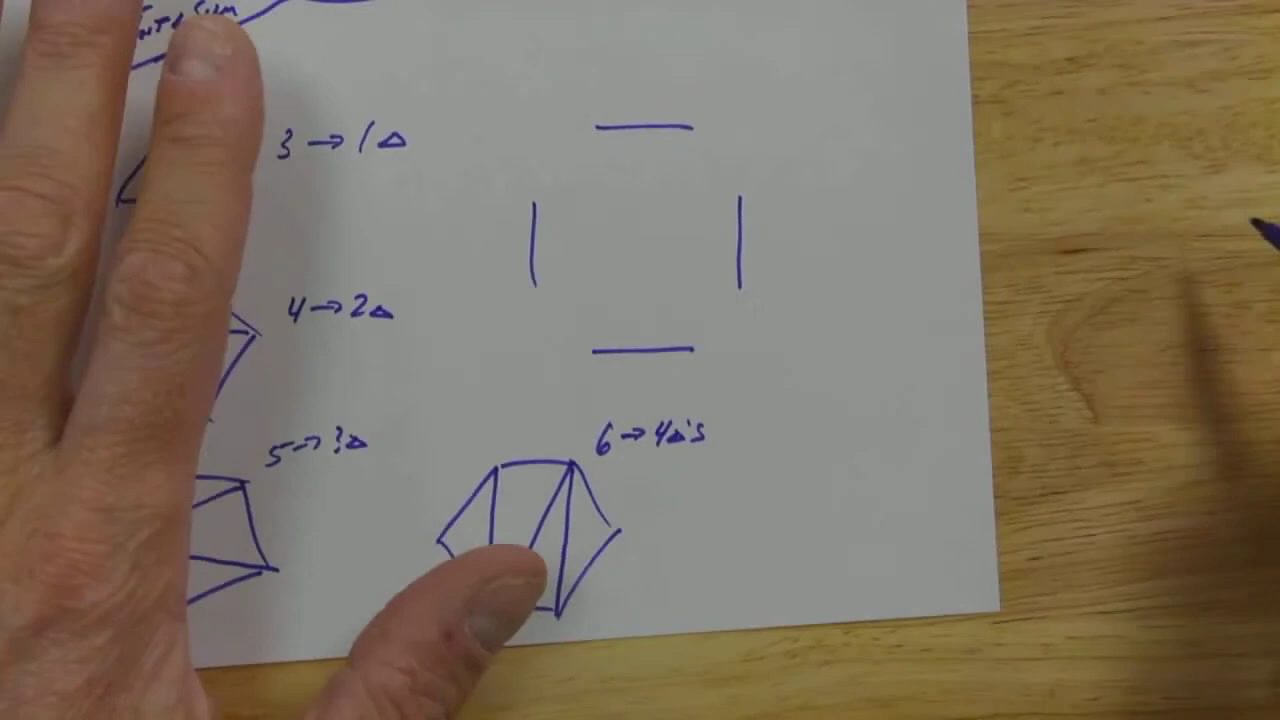 3 → 1 △
4 → 2△
5 → 3△
6 → 4△'s